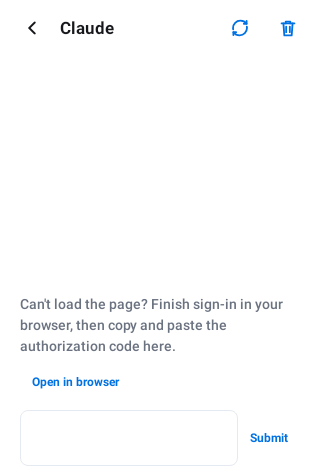 Claude
Can't load the page? Finish sign-in in your
browser, then copy and paste the
authorization code here.
Open in browser
Submit